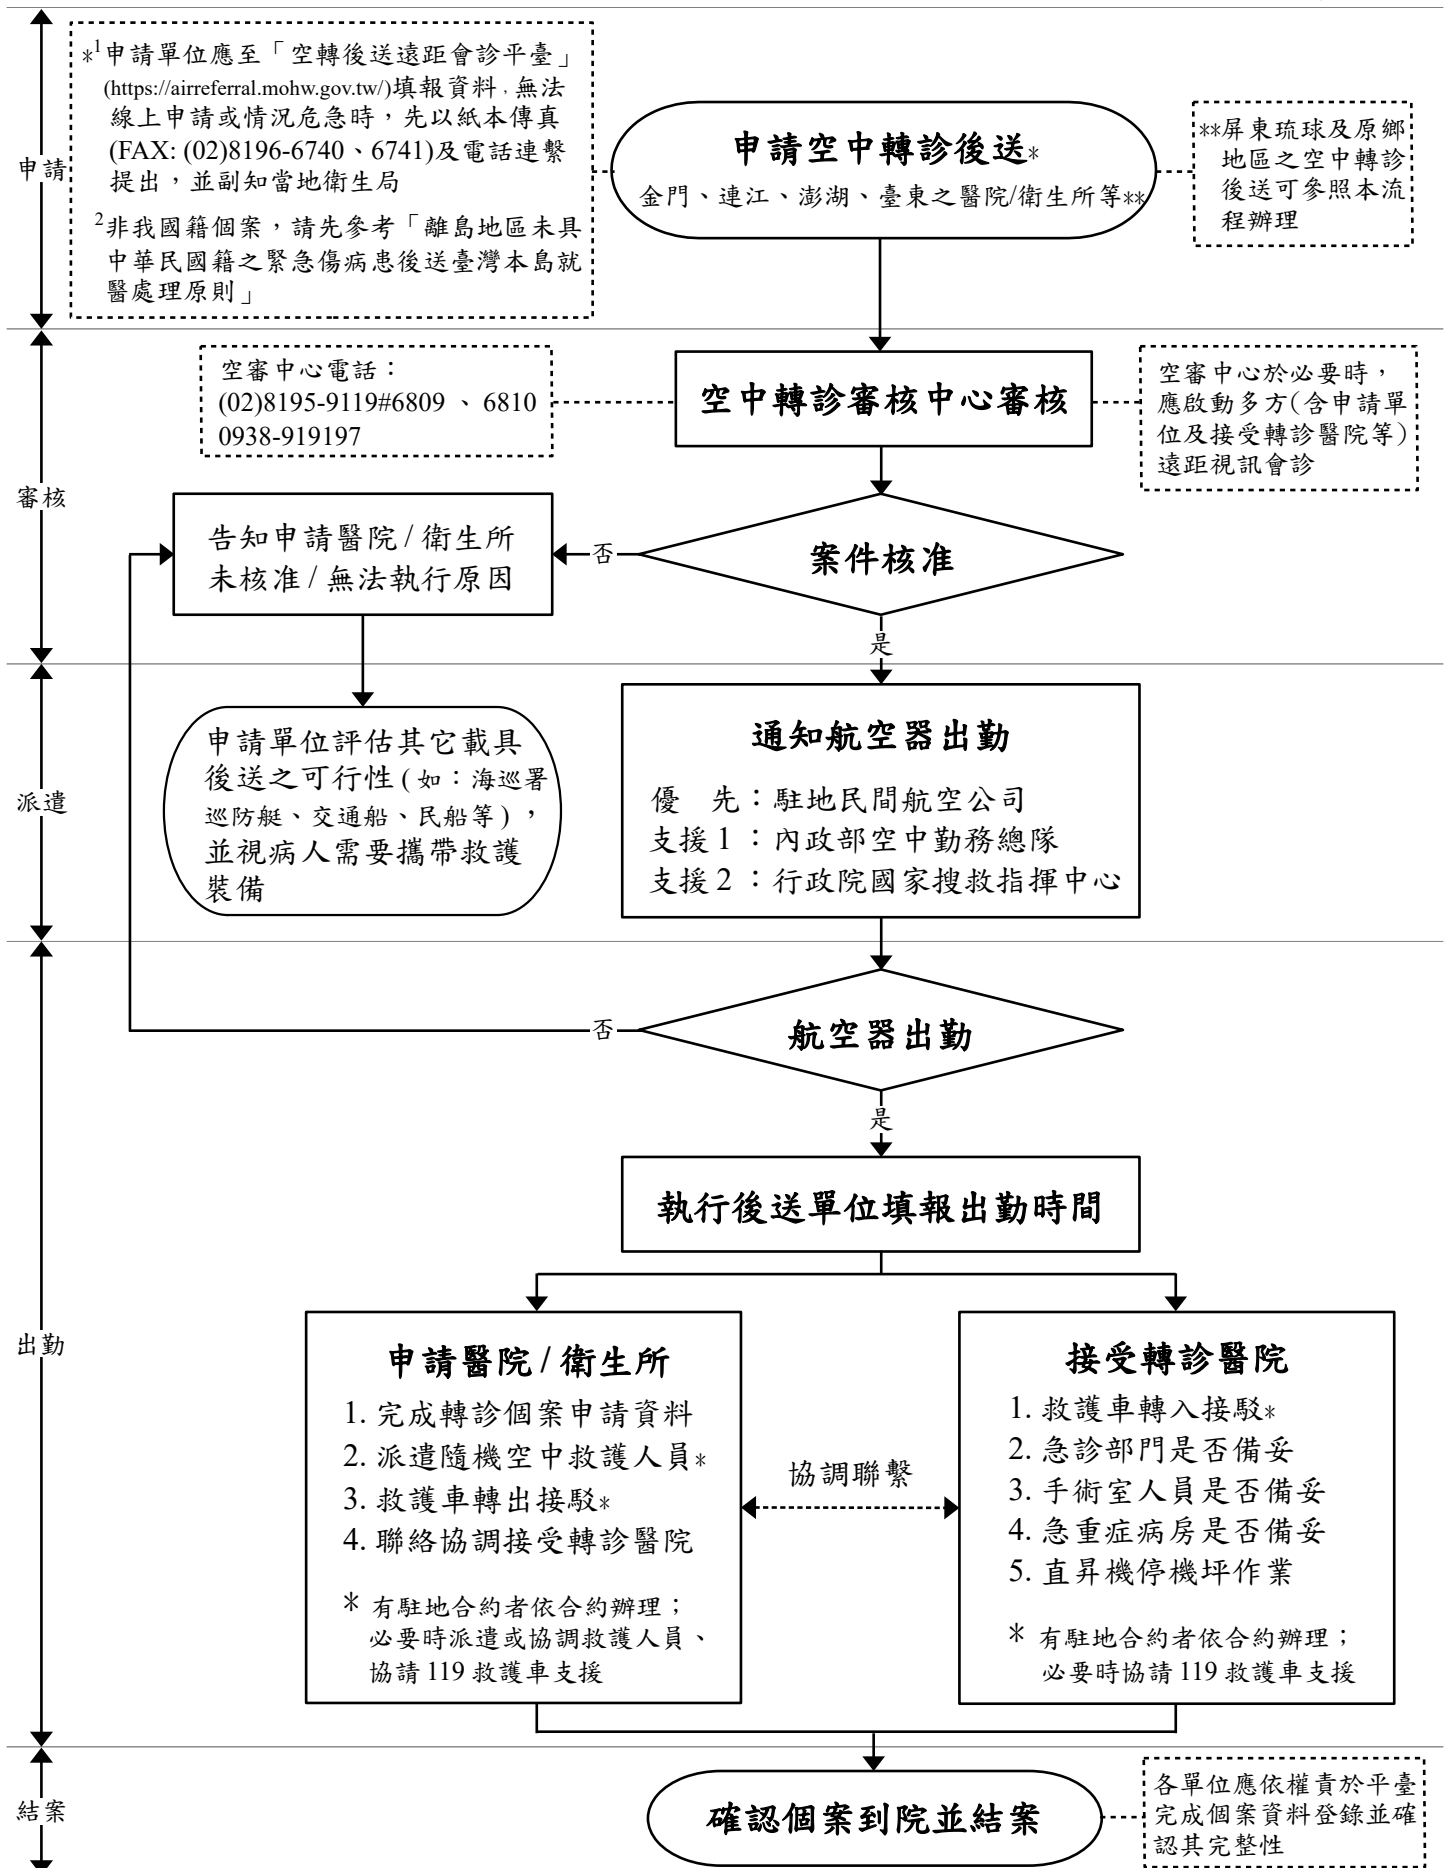 申請
*1申請單位應至「空轉後送遠距會診平臺」
(https://airreferral.mohw.gov.tw/)填報資料，無法
線上申請或情況危急時，先以紙本傳真
(FAX: (02)8196-6740、6741)及電話連繫
提出，並副知當地衛生局
2非我國籍個案，請先參考「離島地區未具
中華民國籍之緊急傷病患後送臺灣本島就
醫處理原則」
申請空中轉診後送*
金門、連江、澎湖、臺東之醫院/衛生所等**
**屏東琉球及原鄉
地區之空中轉診
後送可參照本流
程辦理
審核
空審中心電話：
(02)8195-9119#6809 、 6810
0938-919197
空中轉診審核中心審核
空審中心於必要時，
應啟動多方(含申請單
位及接受轉診醫院等)
遠距視訊會診
告知申請醫院 / 衛生所
未核准 / 無法執行原因
否
案件核准
是
派遣
申請單位評估其它載具
後送之可行性 ( 如：海巡署
巡防艇、交通船、民船等 )，
並視病人需要攜帶救護
裝備
通知航空器出勤
優　先：駐地民間航空公司
支援 1 ：內政部空中勤務總隊
支援 2 ：行政院國家搜救指揮中心
出勤
否
航空器出勤
是
執行後送單位填報出勤時間
申請醫院 / 衛生所
1. 完成轉診個案申請資料
2. 派遣隨機空中救護人員*
3. 救護車轉出接駁*
4. 聯絡協調接受轉診醫院
* 有駐地合約者依合約辦理；
必要時派遣或協調救護人員、
協請 119 救護車支援
協調聯繫
接受轉診醫院
1. 救護車轉入接駁*
2. 急診部門是否備妥
3. 手術室人員是否備妥
4. 急重症病房是否備妥
5. 直昇機停機坪作業
* 有駐地合約者依合約辦理；
必要時協請 119 救護車支援
結案
確認個案到院並結案
各單位應依權責於平臺
完成個案資料登錄並確
認其完整性